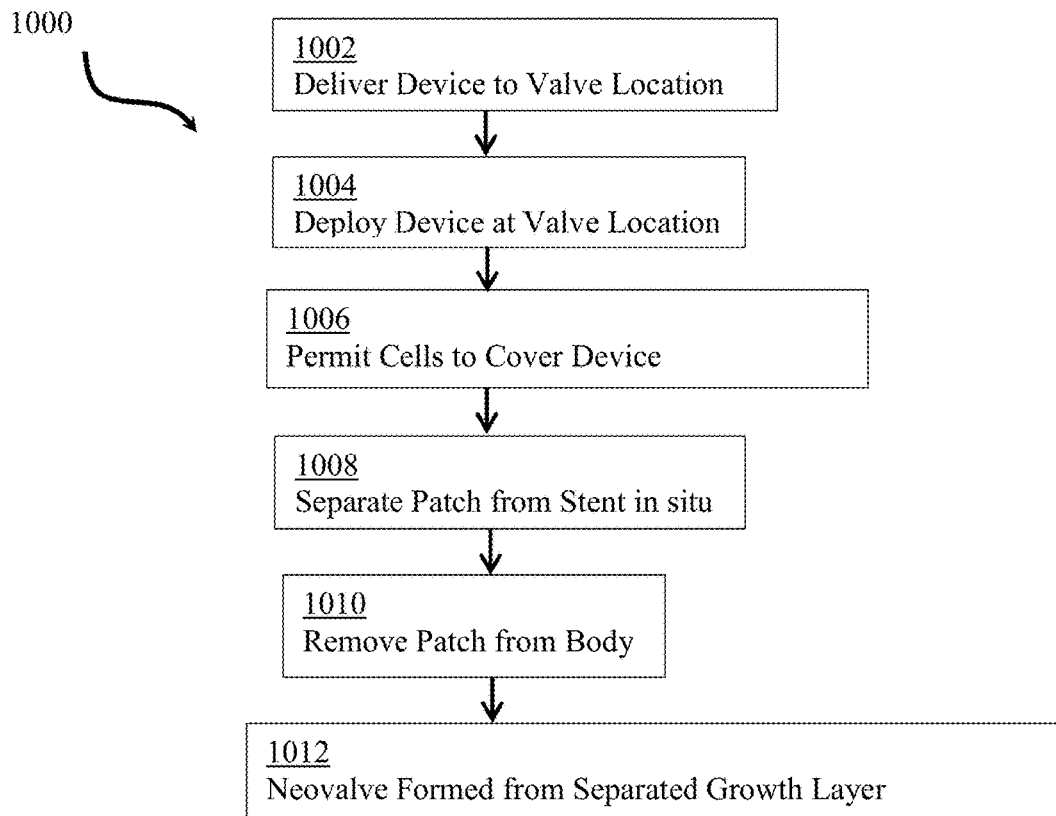 1000
1002
Deliver Device to Valve Location
1004
Deploy Device at Valve Location
1006
Permit Cells to Cover Device
1008
Separate Patch from Stent in situ
1010
Remove Patch from Body
1012
Neovalve Formed from Separated Growth Layer